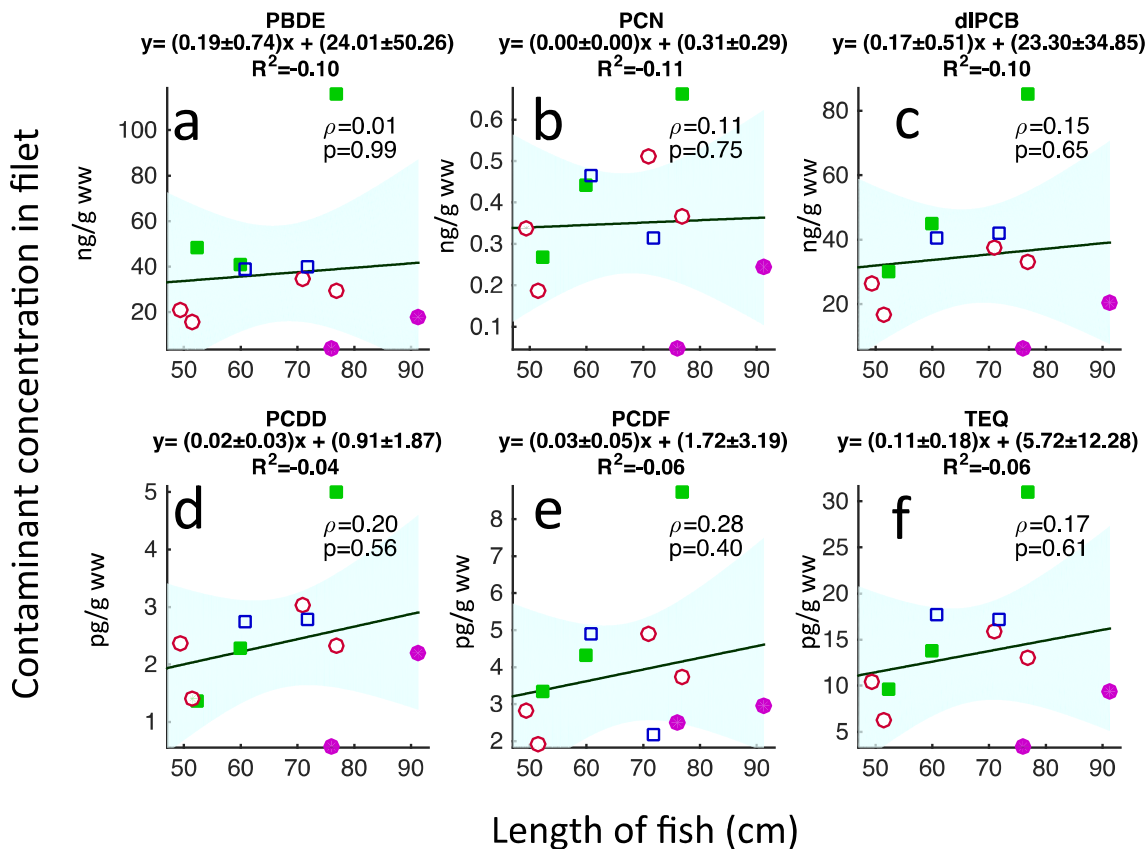 Contaminant concentration in filet
PBDE
y= (0.19±0.74)x + (24.01±50.26)
R²=-0.10
a
ρ=0.01
p=0.99
ng/g ww
100
80
60
40
20
50 60 70 80 90
PCN
y= (0.00±0.00)x + (0.31±0.29)
R²=-0.11
b
ρ=0.11
p=0.75
ng/g ww
0.6
0.5
0.4
0.3
0.2
0.1
50 60 70 80 90
dlPCB
y= (0.17±0.51)x + (23.30±34.85)
R²=-0.10
c
ρ=0.15
p=0.65
ng/g ww
80
60
40
20
50 60 70 80 90
PCDD
y= (0.02±0.03)x + (0.91±1.87)
R²=-0.04
d
ρ=0.20
p=0.56
pg/g ww
5
4
3
2
1
50 60 70 80 90
PCDF
y= (0.03±0.05)x + (1.72±3.19)
R²=-0.06
e
ρ=0.28
p=0.40
pg/g ww
8
7
6
5
4
3
2
50 60 70 80 90
TEQ
y= (0.11±0.18)x + (5.72±12.28)
R²=-0.06
f
ρ=0.17
p=0.61
pg/g ww
30
25
20
15
10
5
50 60 70 80 90
Length of fish (cm)